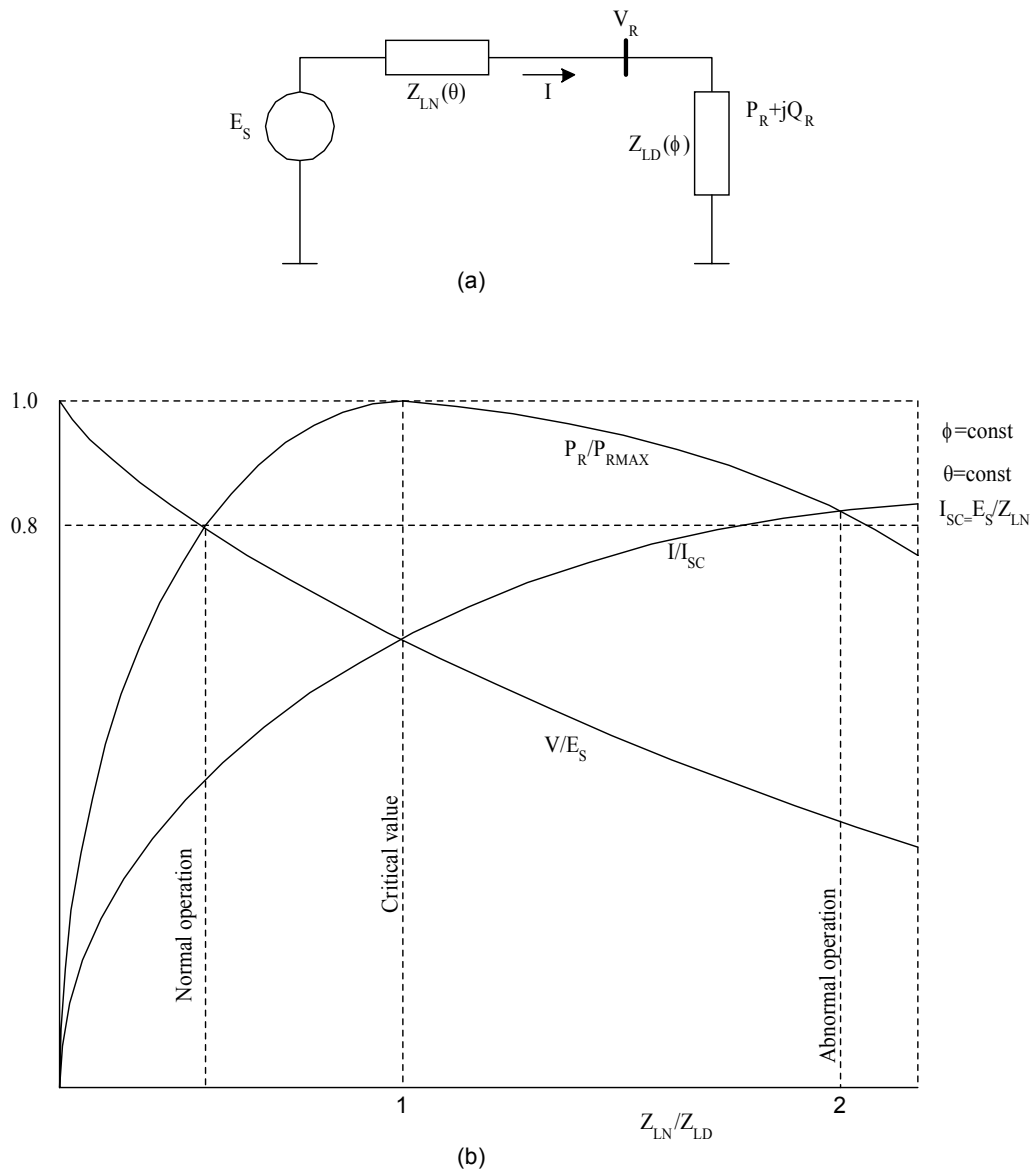 V_R
Z_LN(θ)
I
E_S
Z_LD(ϕ)
P_R+jQ_R
(a)
1.0
0.8
P_R/P_RMAX
ϕ=const
θ=const
I_SC=E_S/Z_LN
I/I_SC
V/E_S
Normal operation
Critical value
Abnormal operation
1
2
Z_LN/Z_LD
(b)